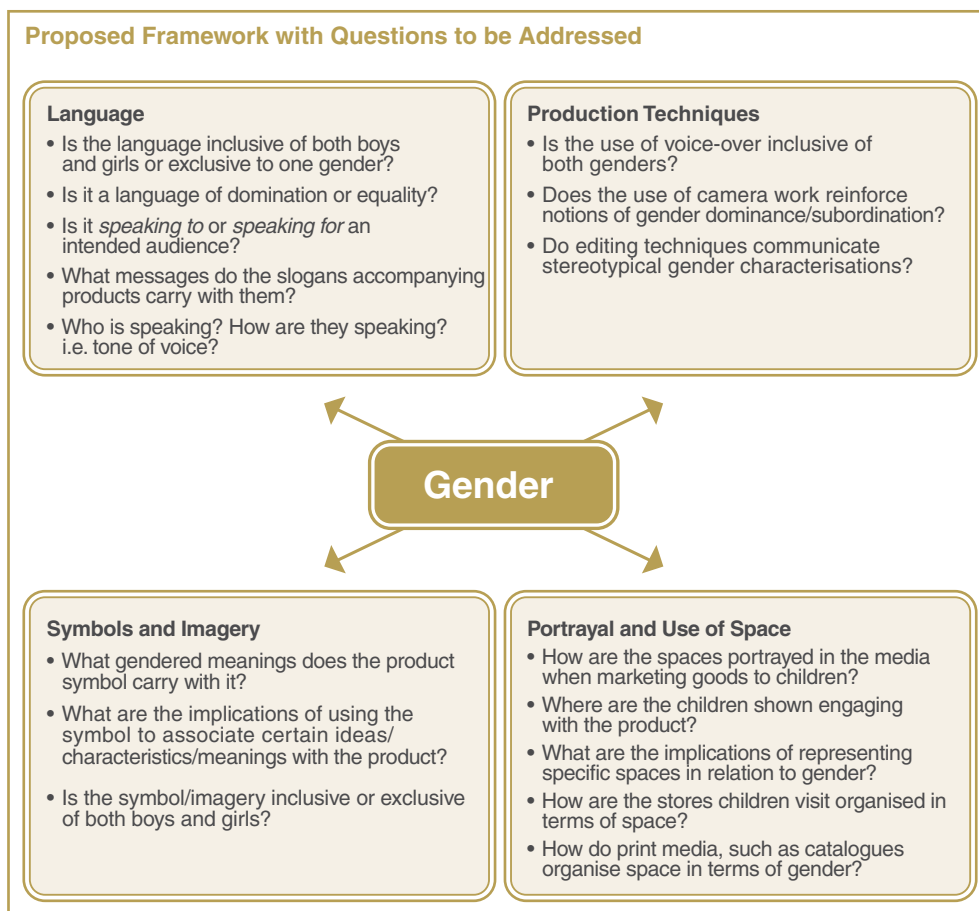 Proposed Framework with Questions to be Addressed
Language
• Is the language inclusive of both boys
and girls or exclusive to one gender?
• Is it a language of domination or equality?
• Is it speaking to or speaking for an
intended audience?
• What messages do the slogans accompanying
products carry with them?
• Who is speaking? How are they speaking?
i.e. tone of voice?
Production Techniques
• Is the use of voice-over inclusive of
both genders?
• Does the use of camera work reinforce
notions of gender dominance/subordination?
• Do editing techniques communicate
stereotypical gender characterisations?
Gender
Symbols and Imagery
• What gendered meanings does the product
symbol carry with it?
• What are the implications of using the
symbol to associate certain ideas/
characteristics/meanings with the product?
• Is the symbol/imagery inclusive or exclusive
of both boys and girls?
Portrayal and Use of Space
• How are the spaces portrayed in the media
when marketing goods to children?
• Where are the children shown engaging
with the product?
• What are the implications of representing
specific spaces in relation to gender?
• How are the stores children visit organised in
terms of space?
• How do print media, such as catalogues
organise space in terms of gender?